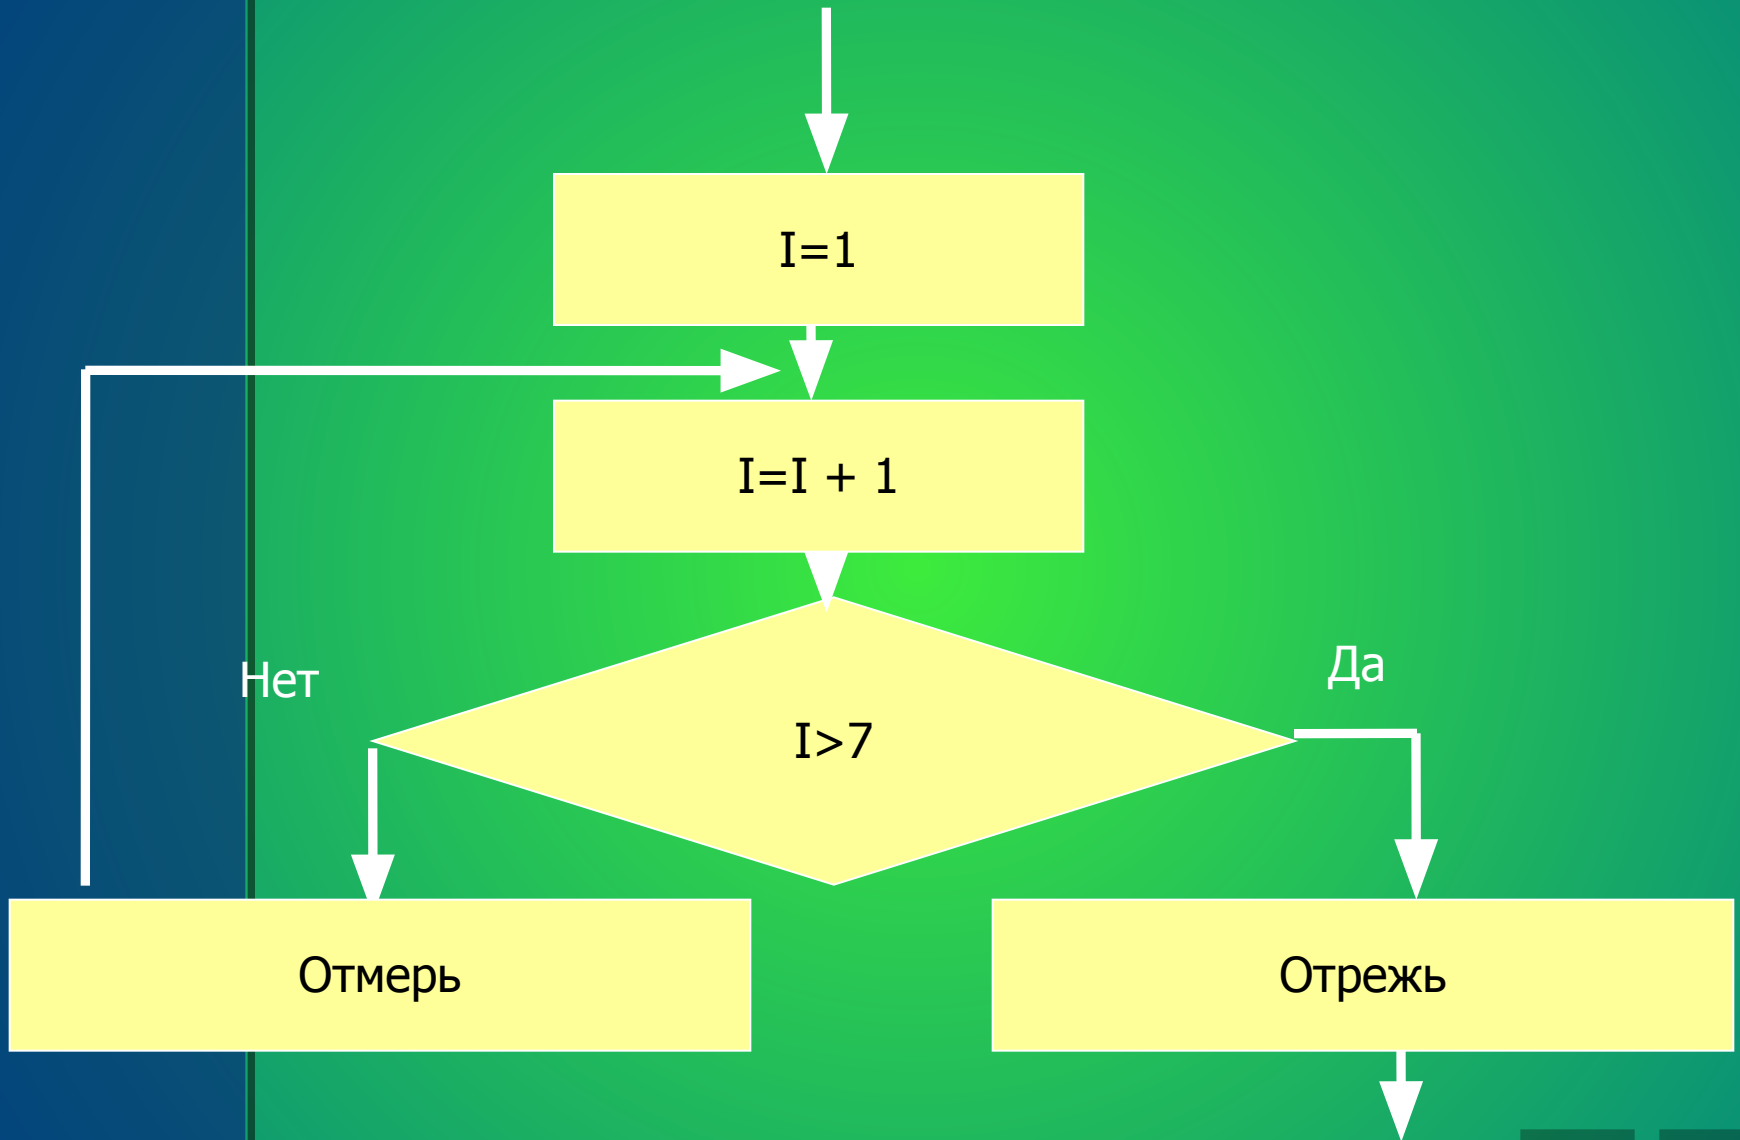 I=1
I=I + 1
Нет
Да
I>7
Отмерь
Отрежь